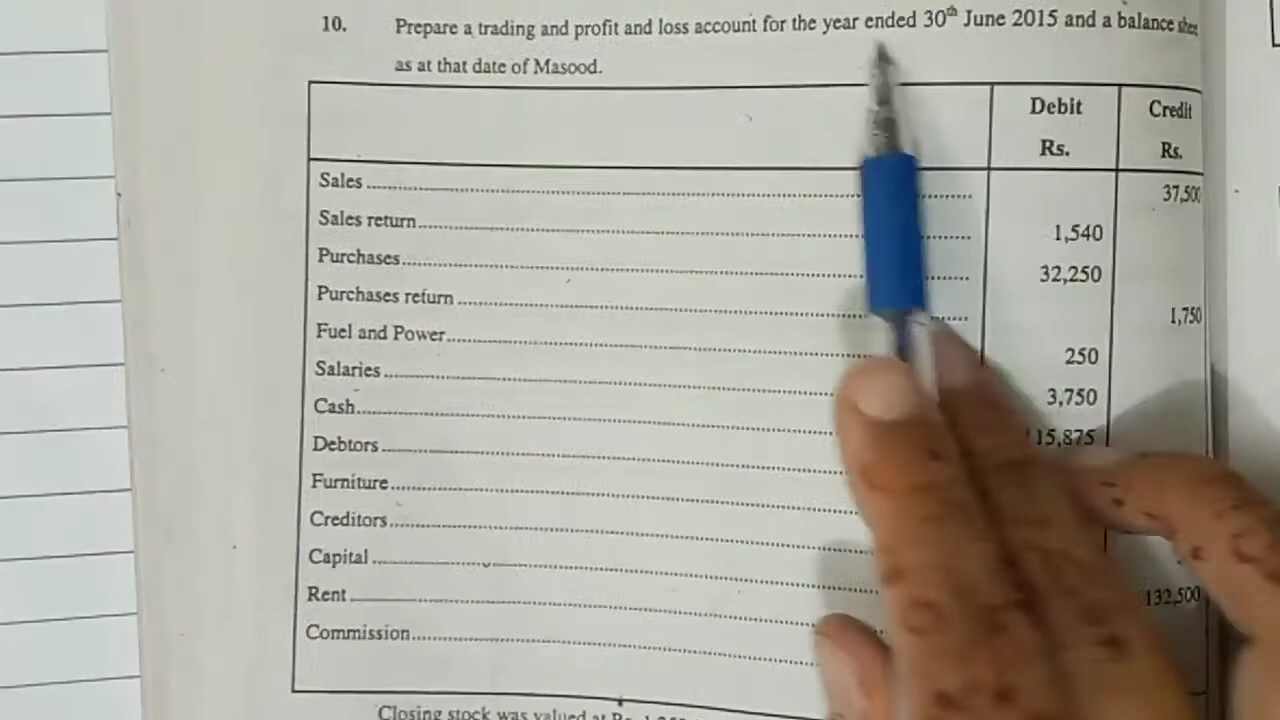 10. Prepare a trading and profit and loss account for the year ended 30th June 2015 and a balance
as at that date of Masood.
Debit Credit
Rs. Rs.
Sales 37,500
Sales return 1,540
Purchases 32,250
Purchases return 1,750
Fuel and Power 250
Salaries 3,750
Cash 15,875
Debtors
Furniture
Creditors
Capital 132,500
Rent
Commission
Closing stock was valued at Rs.